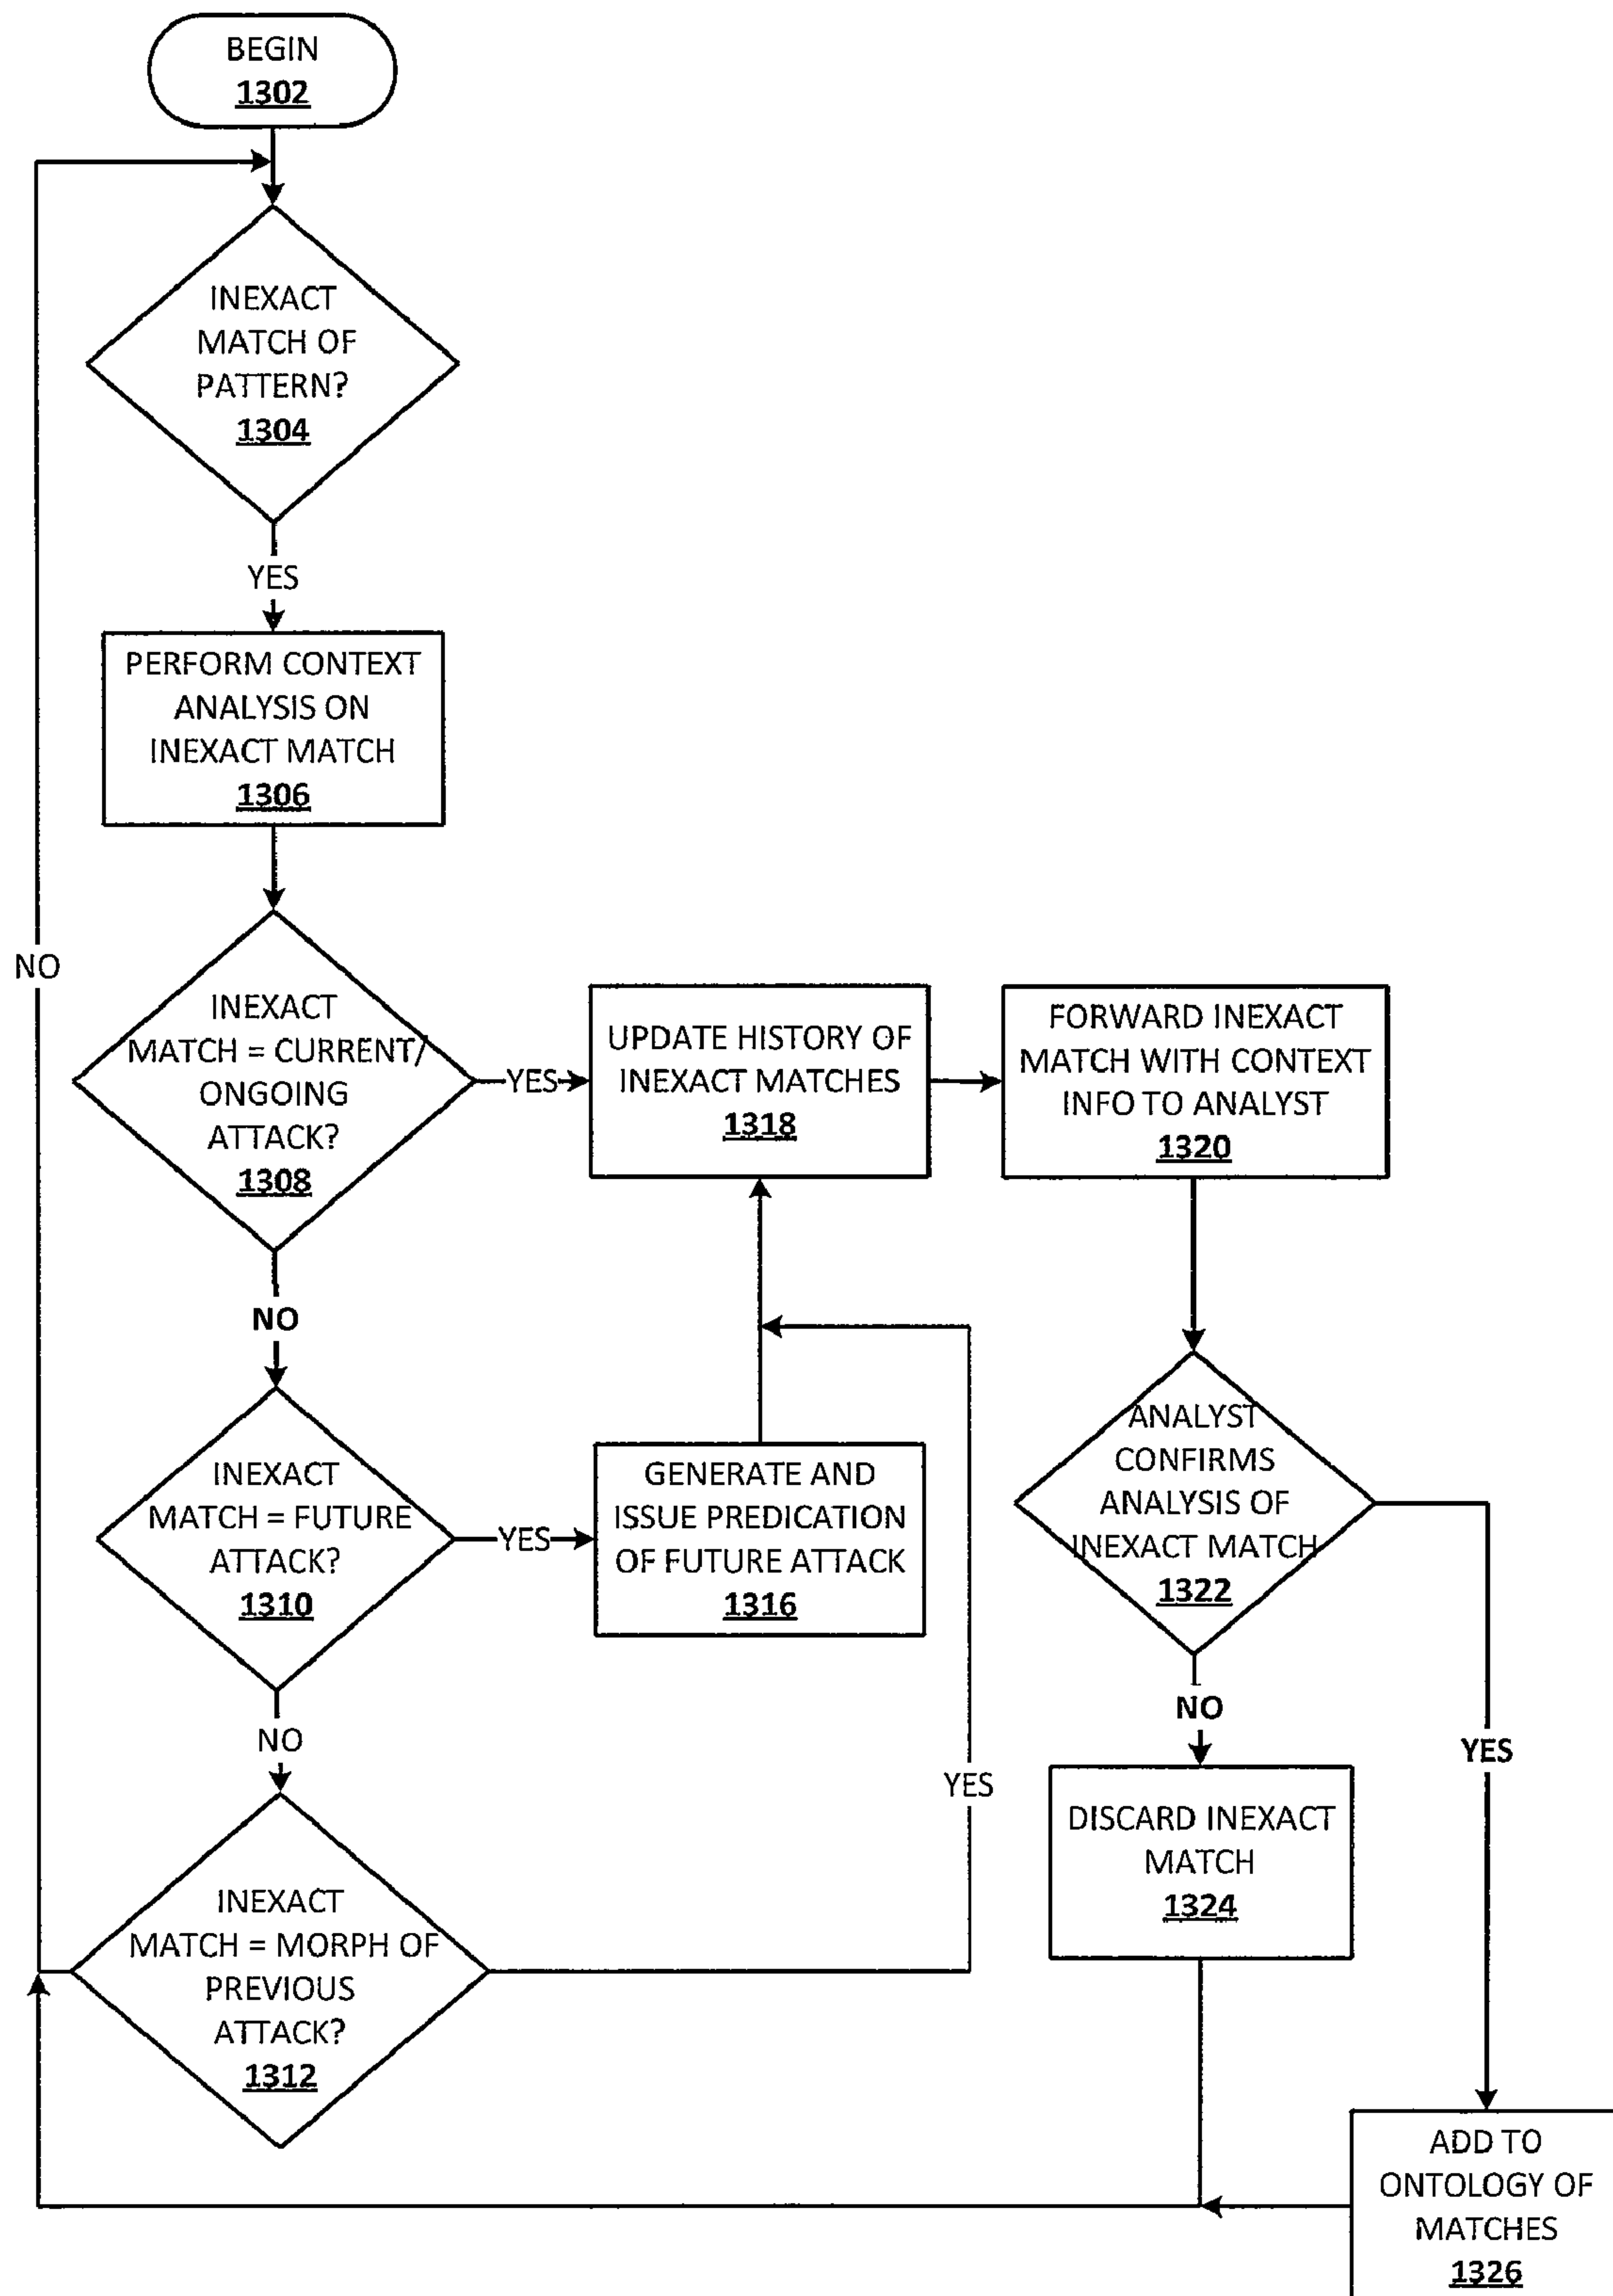 BEGIN
1302
INEXACT
MATCH OF
PATTERN?
1304
YES
PERFORM CONTEXT
ANALYSIS ON
INEXACT MATCH
1306
NO
INEXACT
MATCH = CURRENT/
ONGOING
ATTACK?
1308
YES
UPDATE HISTORY OF
INEXACT MATCHES
1318
FORWARD INEXACT
MATCH WITH CONTEXT
INFO TO ANALYST
1320
NO
INEXACT
MATCH = FUTURE
ATTACK?
1310
YES
GENERATE AND
ISSUE PREDICATION
OF FUTURE ATTACK
1316
ANALYST
CONFIRMS
ANALYSIS OF
INEXACT MATCH
1322
NO
YES
NO
YES
INEXACT
MATCH = MORPH OF
PREVIOUS
ATTACK?
1312
DISCARD INEXACT
MATCH
1324
ADD TO
ONTOLOGY OF
MATCHES
1326